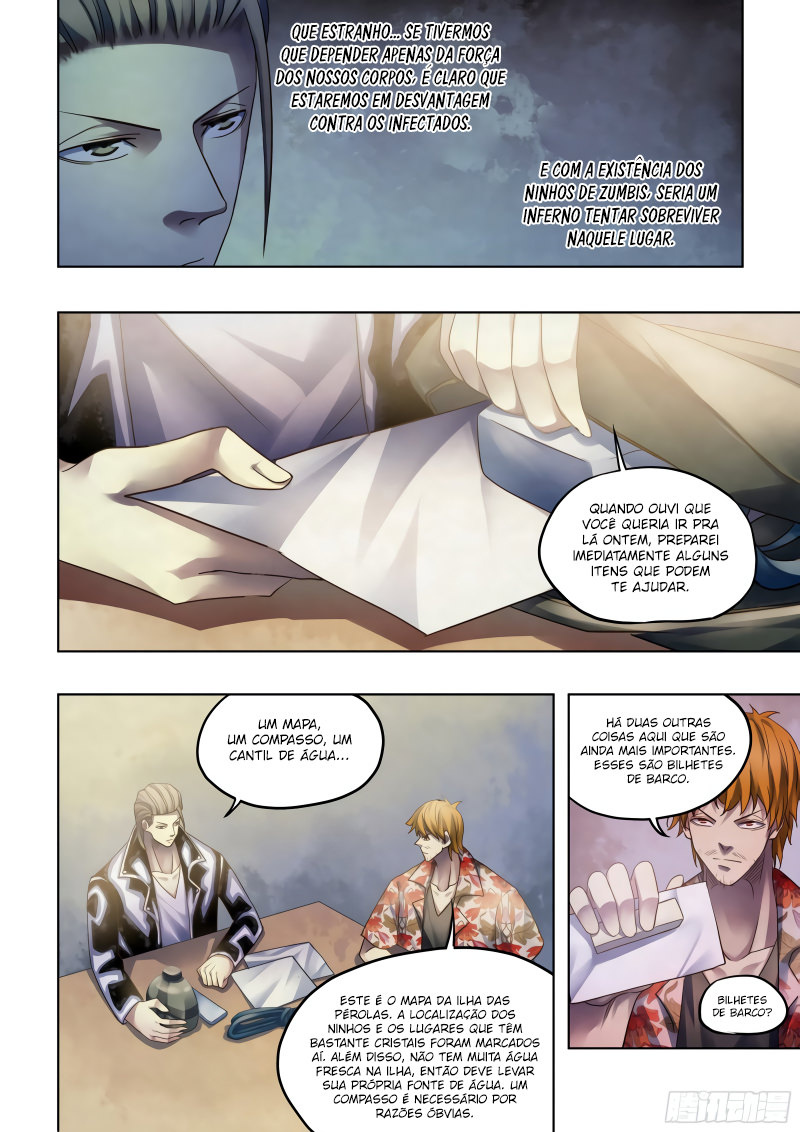 QUE ESTRANHO... SE TIVERMOS
QUE DEPENDER APENAS DA FORÇA
DOS NOSSOS CORPOS, É CLARO QUE
ESTAREMOS EM DESVANTAGEM
CONTRA OS INFECTADOS.
E COM A EXISTÊNCIA DOS
NINHOS DE ZUMBIS, SERIA UM
INFERNO TENTAR SOBREVIVER
NAQUELE LUGAR.
QUANDO OUVI QUE
VOCÊ QUERIA IR PRA
LÁ ONTEM, PREPAREI
IMEDIATAMENTE ALGUNS
ITENS QUE PODEM
TE AJUDAR.
UM MAPA,
UM COMPASSO, UM
CANTIL DE ÁGUA...
ESTE É O MAPA DA ILHA DAS
PÉROLAS. A LOCALIZAÇÃO DOS
NINHOS E OS LUGARES QUE TÊM
BASTANTE CRISTAIS FORAM MARCADOS
AÍ. ALÉM DISSO, NÃO TEM MUITA ÁGUA
FRESCA NA ILHA, ENTÃO DEVE LEVAR
SUA PRÓPRIA FONTE DE ÁGUA. UM
COMPASSO É NECESSÁRIO POR
RAZÕES ÓBVIAS.
HÁ DUAS OUTRAS
COISAS AQUI QUE SÃO
AINDA MAIS IMPORTANTES.
ESSES SÃO BILHETES
DE BARCO.
BILHETES
DE BARCO?
腾讯动漫